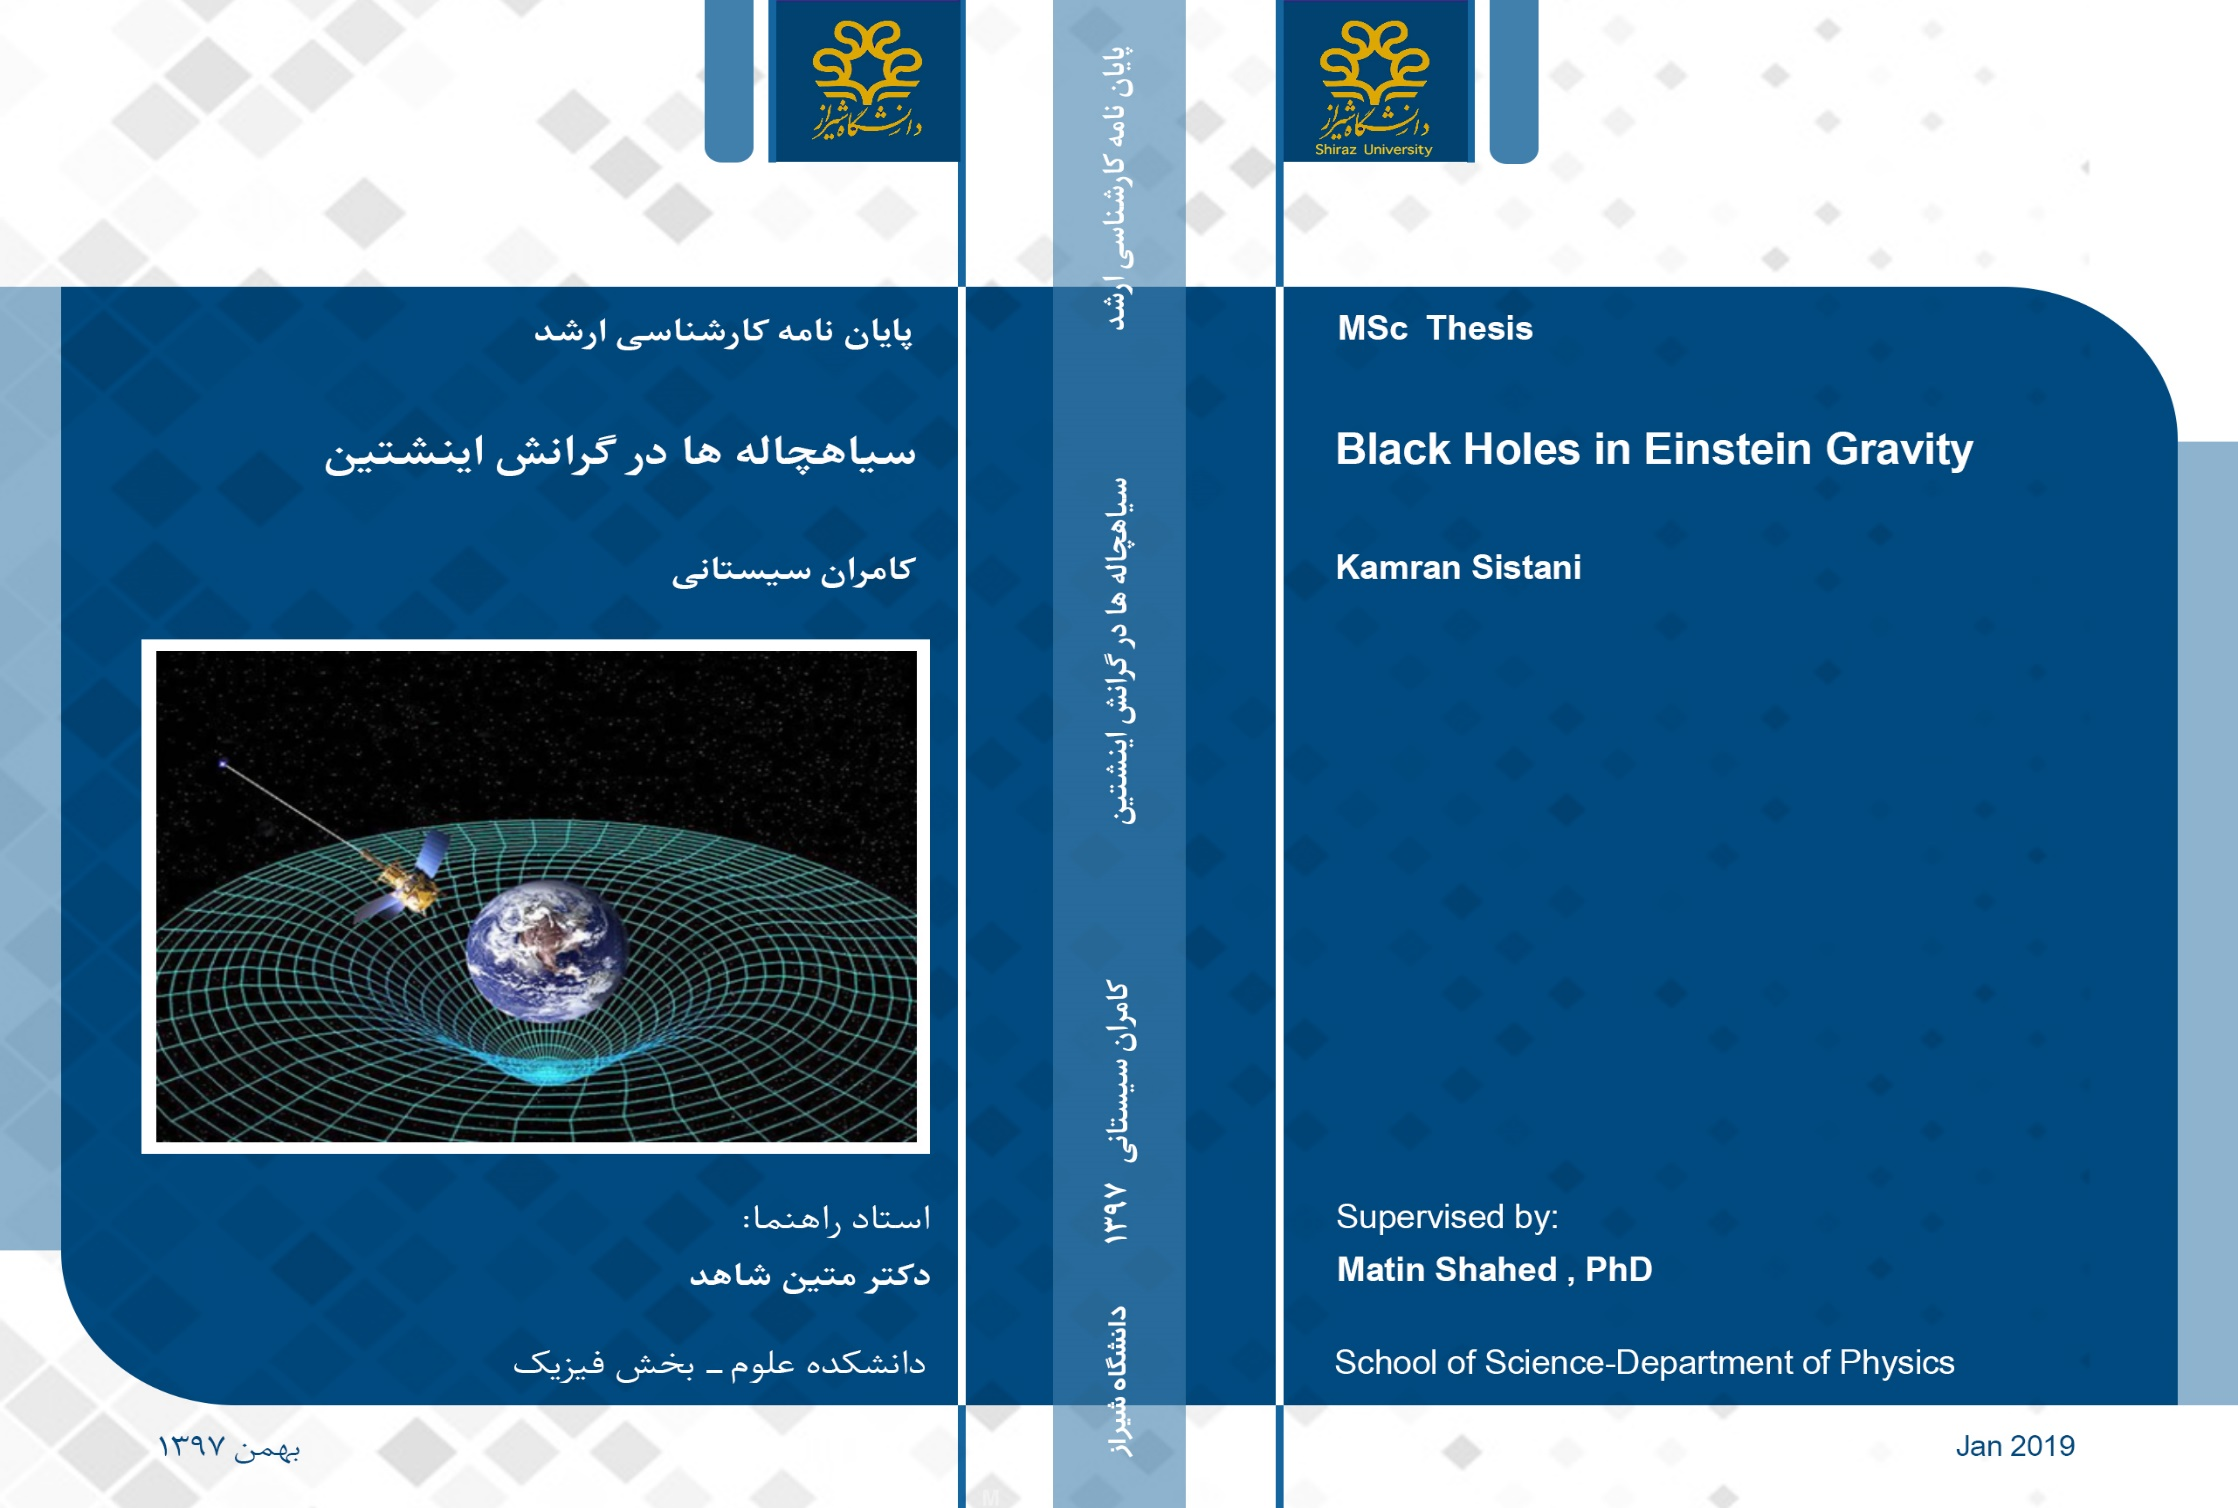 دانشگاه شیراز
پایان نامه کارشناسی ارشد
سیاهچاله ها در گرانش اینشتین
کامران سیستانی
استاد راهنما:
دکتر متین شاهد
دانشکده علوم ـ بخش فیزیک
بهمن ۱۳۹۷
پایان نامه کارشناسی ارشد
سیاهچاله ها در گرانش اینشتین
کامران سیستانی
۱۳۹۷
دانشگاه شیراز
دانشگاه شیراز
Shiraz University
MSc Thesis
Black Holes in Einstein Gravity
Kamran Sistani
Supervised by:
Matin Shahed , PhD
School of Science-Department of Physics
Jan 2019
M